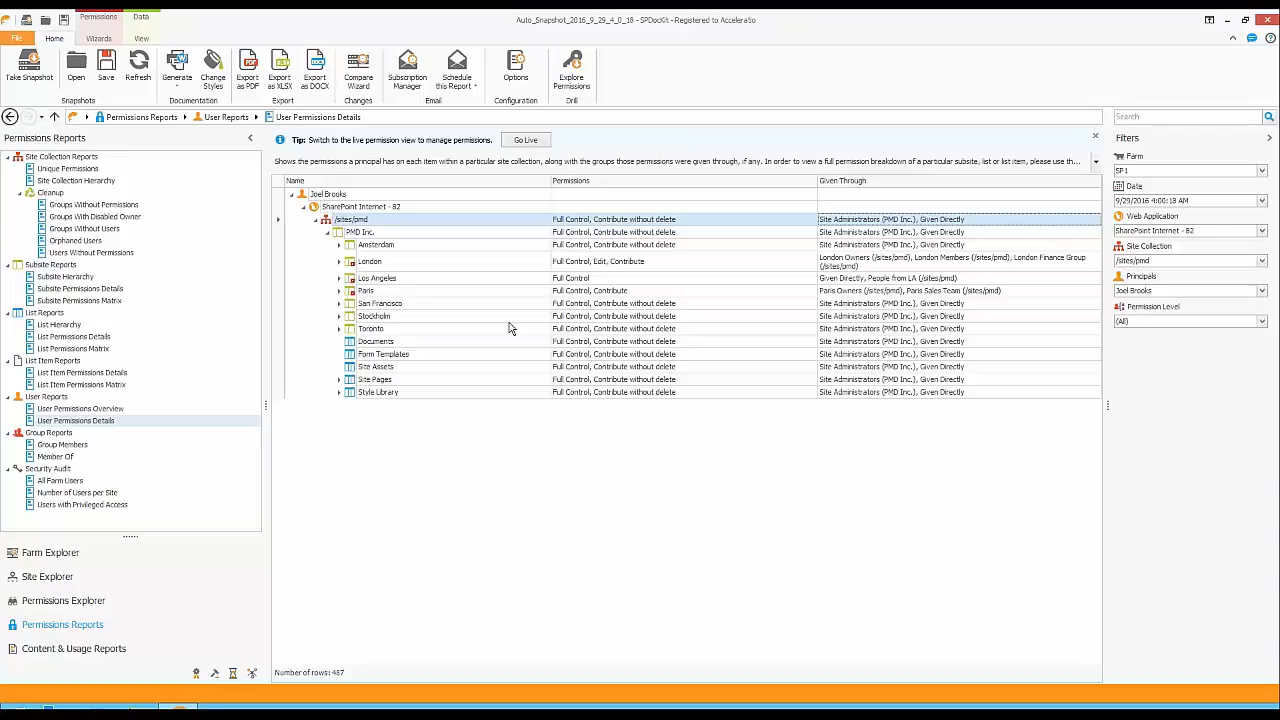 Permissions
Data
Auto_Snapshot_2016_9_29_4_0_18 - SPDocKit - Registered to Acceleratio
File
Home
Wizards
View
Take Snapshot
Open
Save
Refresh
Generate
Change Styles
Export as PDF
Export as XLSX
Export as DOCX
Compare Wizard
Subscription Manager
Schedule this Report
Options
Explore Permissions
Snapshots
Documentation
Export
Changes
Email
Configuration
Drill
Permissions Reports
User Reports
User Permissions Details
Search
Permissions Reports
Site Collection Reports
Unique Permissions
Site Collection Hierarchy
Cleanup
Groups Without Permissions
Groups With Disabled Owner
Groups Without Users
Orphaned Users
Users Without Permissions
Subsite Reports
Subsite Hierarchy
Subsite Permissions Details
Subsite Permissions Matrix
List Reports
List Hierarchy
List Permissions Details
List Permissions Matrix
List Item Reports
List Item Permissions Details
List Item Permissions Matrix
User Reports
User Permissions Overview
User Permissions Details
Group Reports
Group Members
Member Of
Security Audit
All Farm Users
Number of Users per Site
Users with Privileged Access
Farm Explorer
Site Explorer
Permissions Explorer
Permissions Reports
Content & Usage Reports
Tip: Switch to the live permission view to manage permissions.
Go Live
Shows the permissions a principal has on each item within a particular site collection, along with the groups those permissions were given through, if any. In order to view a full permission breakdown of a particular subsite, list or list item, please use th...
Name Permissions Given Through
Joel Brooks
SharePoint Internet - 82
/sites/pmd Full Control, Contribute without delete Site Administrators (PMD Inc.), Given Directly
PMD Inc. Full Control, Contribute without delete Site Administrators (PMD Inc.), Given Directly
Amsterdam Full Control, Contribute without delete Site Administrators (PMD Inc.), Given Directly
London Full Control, Edit, Contribute London Owners (/sites/pmd), London Members (/sites/pmd), London Finance Group
(/sites/pmd)
Los Angeles Full Control Given Directly, People from LA (/sites/pmd)
Paris Full Control, Contribute Paris Owners (/sites/pmd), Paris Sales Team (/sites/pmd)
San Francisco Full Control, Contribute without delete Site Administrators (PMD Inc.), Given Directly
Stockholm Full Control, Contribute without delete Site Administrators (PMD Inc.), Given Directly
Toronto Full Control, Contribute without delete Site Administrators (PMD Inc.), Given Directly
Documents Full Control, Contribute without delete Site Administrators (PMD Inc.), Given Directly
Form Templates Full Control, Contribute without delete Site Administrators (PMD Inc.), Given Directly
Site Assets Full Control, Contribute without delete Site Administrators (PMD Inc.), Given Directly
Site Pages Full Control, Contribute without delete Site Administrators (PMD Inc.), Given Directly
Style Library Full Control, Contribute without delete Site Administrators (PMD Inc.), Given Directly
Number of rows: 487
Filters
Farm
SP1
Date
9/29/2016 4:00:18 AM
Web Application
SharePoint Internet - 82
Site Collection
/sites/pmd
Principals
Joel Brooks
Permission Level
(All)